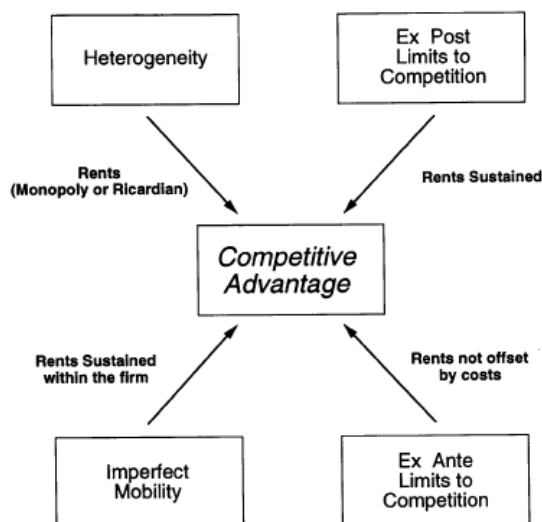 Heterogeneity
Ex Post
Limits to
Competition
Rents
(Monopoly or Ricardian)
Rents Sustained
Competitive
Advantage
Rents Sustained
within the firm
Rents not offset
by costs
Imperfect
Mobility
Ex Ante
Limits to
Competition